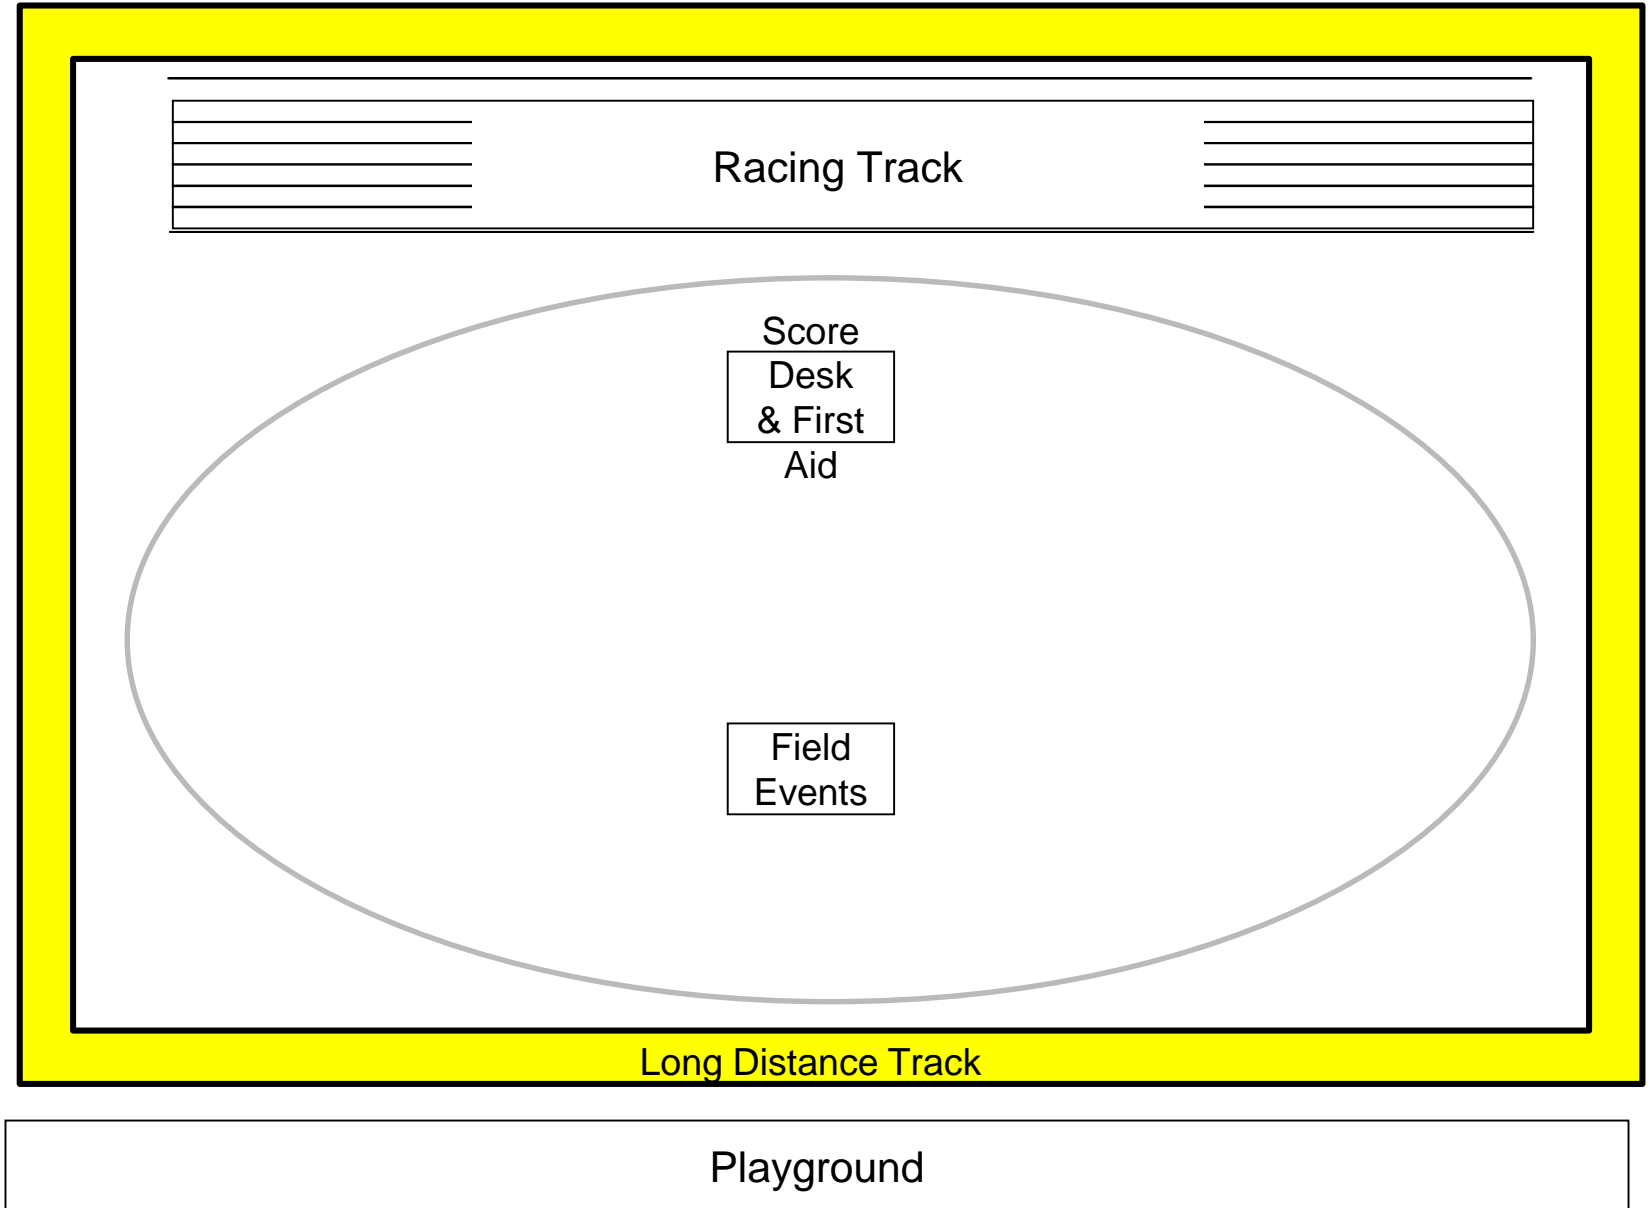 Racing Track
Score
Desk
& First
Aid
Field
Events
Long Distance Track
Playground